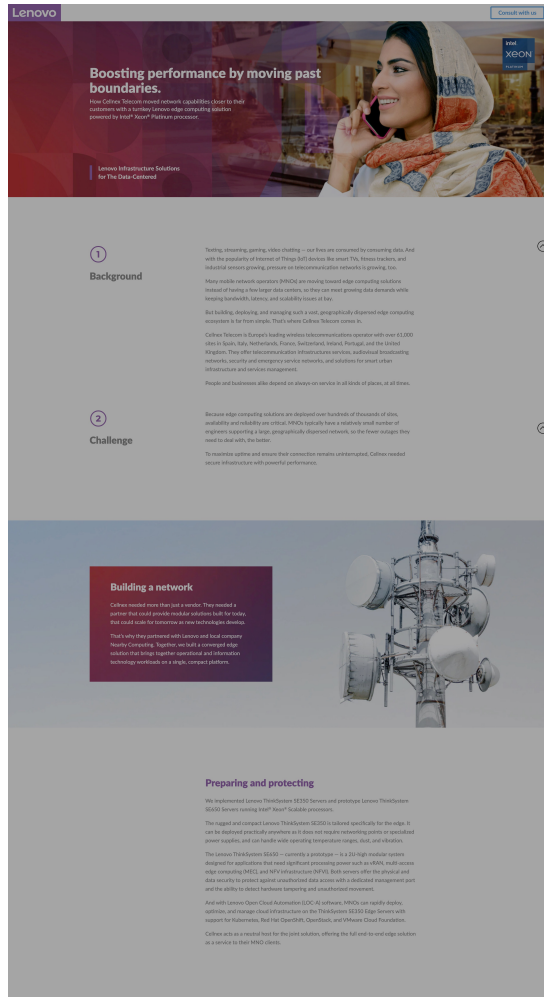 Lenovo
Consult with us
intel
XEON
PLATINUM
Boosting performance by moving past
boundaries.
How Cellnex Telecom moved network capabilities closer to their
customers with a turnkey Lenovo edge computing solution
powered by Intel® Xeon® Platinum processor.
Lenovo Infrastructure Solutions
for The Data-Centered
1
Background
Texting, streaming, gaming, video chatting — our lives are consumed by consuming data. And
with the popularity of Internet of Things (IoT) devices like smart TVs, fitness trackers, and
industrial sensors growing, pressure on telecommunication networks is growing, too.
Many mobile network operators (MNOs) are moving toward edge computing solutions
instead of having a few larger data centers, so they can meet growing data demands while
keeping bandwidth, latency, and scalability issues at bay.
But building, deploying, and managing such a vast, geographically dispersed edge computing
ecosystem is far from simple. That's where Cellnex Telecom comes in.
Cellnex Telecom is Europe's leading wireless telecommunications operator with over 61,000
sites in Spain, Italy, Netherlands, France, Switzerland, Ireland, Portugal, and the United
Kingdom. They offer telecommunication infrastructures services, audiovisual broadcasting
networks, security and emergency service networks, and solutions for smart urban
infrastructure and services management.
People and businesses alike depend on always-on service in all kinds of places, at all times.
2
Challenge
Because edge computing solutions are deployed over hundreds of thousands of sites,
availability and reliability are critical. MNOs typically have a relatively small number of
engineers supporting a large, geographically dispersed network, so the fewer outages they
need to deal with, the better.
To maximize uptime and ensure their connection remains uninterrupted, Cellnex needed
secure infrastructure with powerful performance.
Building a network
Cellnex needed more than just a vendor. They needed a
partner that could provide modular solutions built for today,
that could scale for tomorrow as new technologies develop.
That's why they partnered with Lenovo and local company
Nearby Computing. Together, we built a converged edge
solution that brings together operational and information
technology workloads on a single, compact platform.
Preparing and protecting
We implemented Lenovo ThinkSystem SE350 Servers and prototype Lenovo ThinkSystem
SE650 Servers running Intel® Xeon® Scalable processors.
The rugged and compact Lenovo ThinkSystem SE350 is tailored specifically for the edge. It
can be deployed practically anywhere as it does not require networking points or specialized
power supplies, and can handle wide operating temperature ranges, dust, and vibration.
The Lenovo ThinkSystem SE650 — currently a prototype — is a 2U high modular system
designed for applications that need significant processing power such as vRAN, multi-access
edge computing (MEC), and NFV infrastructure (NFVI). Both servers offer the physical and
data security to protect against unauthorized data access with a dedicated management port
and the ability to detect hardware tampering and unauthorized movement.
And with Lenovo Open Cloud Automation (LOC-A) software, MNOs can rapidly deploy,
optimize, and manage cloud infrastructure on the ThinkSystem SE350 Edge Servers with
support for Kubernetes, Red Hat OpenShift, OpenStack, and VMware Cloud Foundation.
Cellnex acts as a neutral host for the joint solution, offering the full end-to-end edge solution
as a service to their MNO clients.